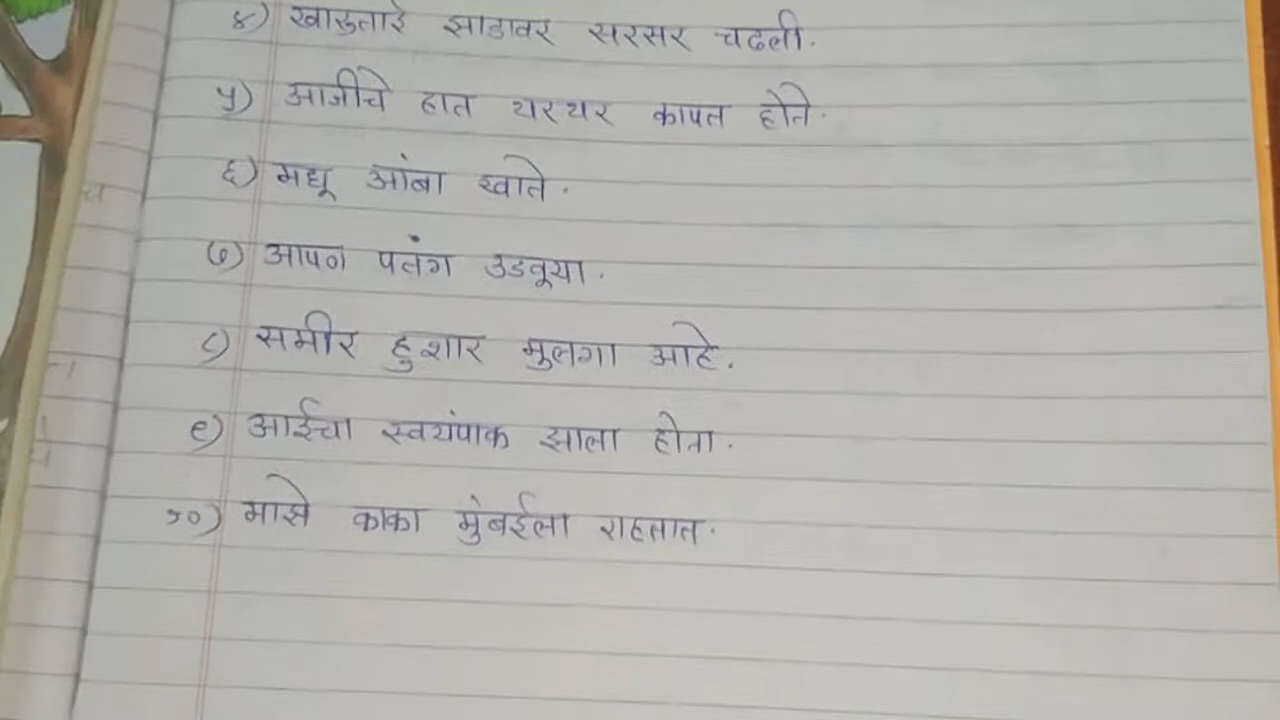 ४) खारुताई झाडावर सरसर चढली.
५) आजीचे हात थरथर कापत होते.
६) मधू आंबा खाते.
७) आपण पतंग उडवूया.
८) समीर हुशार मुलगा आहे.
९) आईचा स्वयंपाक झाला होता.
१०) माझे काका मुंबईला राहतात.